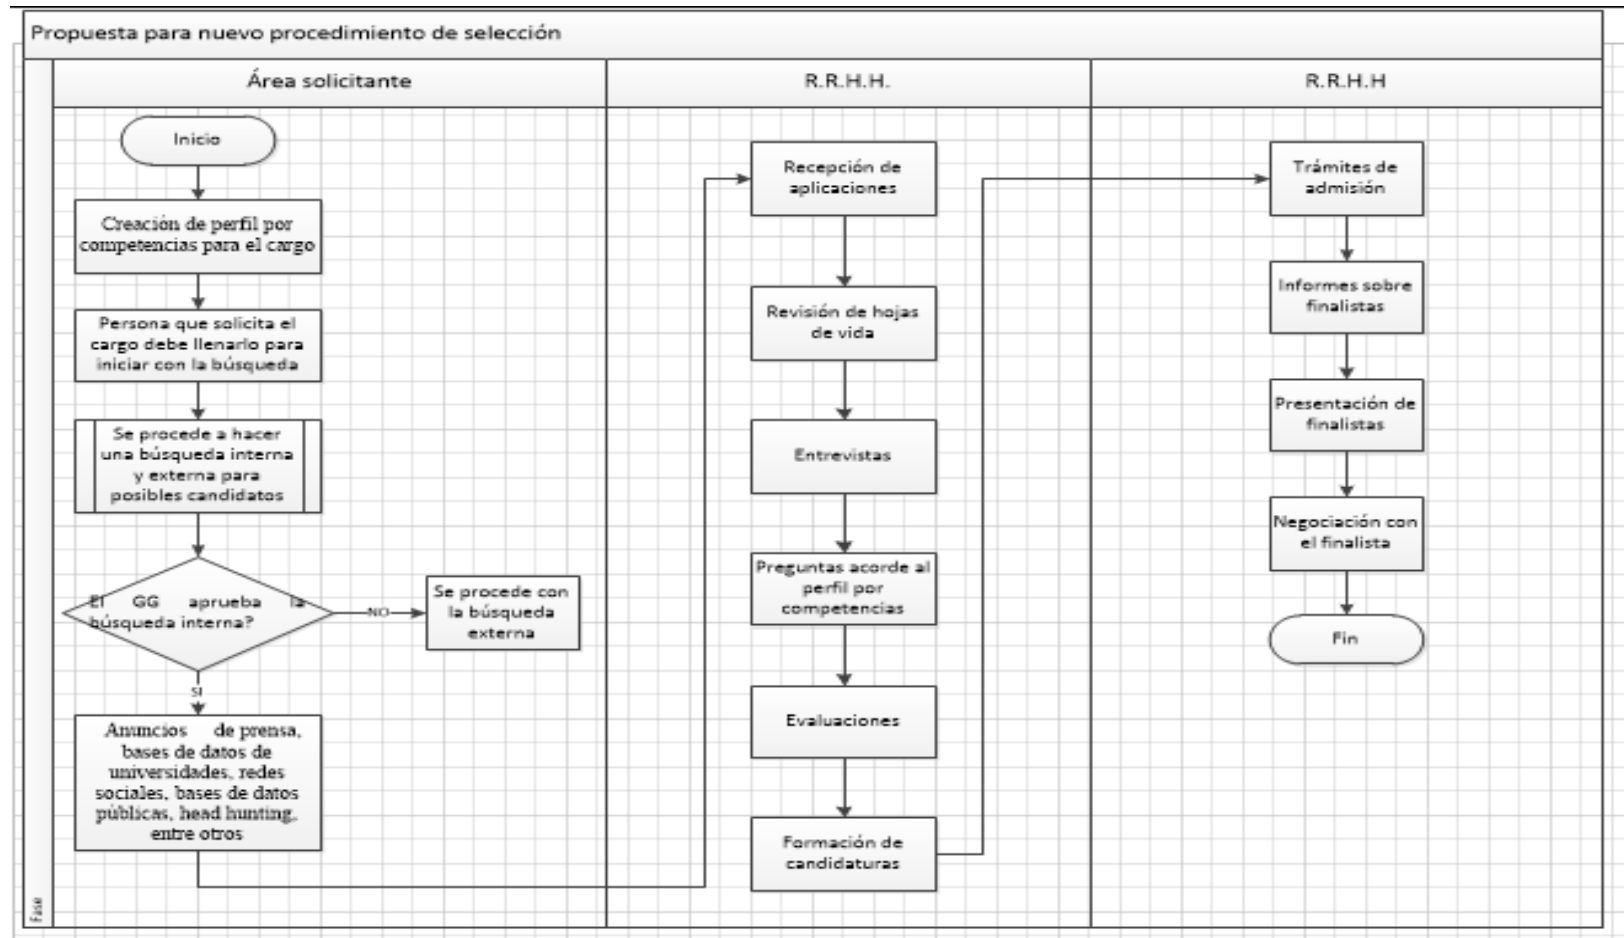 Propuesta para nuevo procedimiento de selección
Área solicitante
R.R.H.H.
R.R.H.H
Inicio
Creación de perfil por
competencias para el cargo
Persona que solicita el
cargo debe llenarlo para
iniciar con la búsqueda
Se procede a hacer
una búsqueda interna
y externa para
posibles candidatos
El GG aprueba la
búsqueda interna?
NO
Se procede con
la búsqueda
externa
SI
Anuncios de prensa,
bases de datos de
universidades, redes
sociales, bases de datos
públicas, head hunting,
entre otros
Recepción de
aplicaciones
Revisión de hojas
de vida
Entrevistas
Preguntas acorde al
perfil por
competencias
Evaluaciones
Formación de
candidaturas
Trámites de
admisión
Informes sobre
finalistas
Presentación de
finalistas
Negociación con
el finalista
Fin
Fase